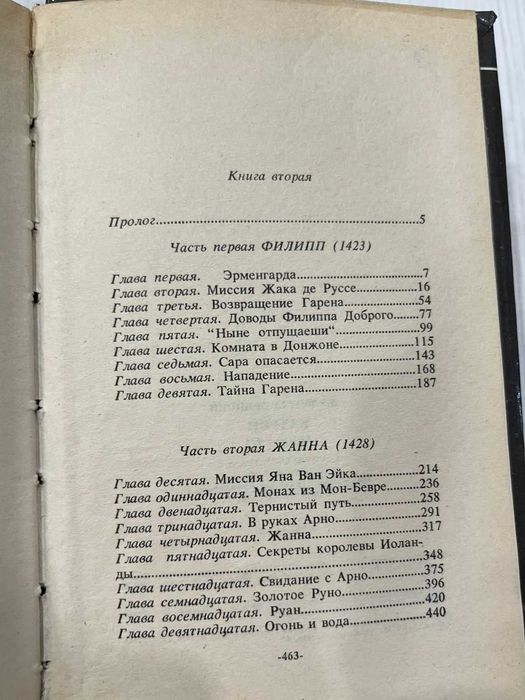 Книга вторая
Пролог..........5
Часть первая ФИЛИПП (1423)
Глава первая. Эрменгарда..........7
Глава вторая. Миссия Жака де Руссе..........16
Глава третья. Возвращение Гарена..........54
Глава четвертая. Доводы Филиппа Доброго..........77
Глава пятая. "Ныне отпущаеши"..........99
Глава шестая. Комната в Донжоне..........115
Глава седьмая. Сара опасается..........143
Глава восьмая. Нападение..........168
Глава девятая. Тайна Гарена..........187
Часть вторая ЖАННА (1428)
Глава десятая. Миссия Яна Ван Эйка..........214
Глава одиннадцатая. Монах из Мон-Бевре..........236
Глава двенадцатая. Тернистый путь..........258
Глава тринадцатая. В руках Арно..........291
Глава четырнадцатая. Жанна..........317
Глава пятнадцатая. Секреты королевы Иолан-
ды..........348
Глава шестнадцатая. Свидание с Арно..........375
Глава семнадцатая. Золотое Руно..........396
Глава восемнадцатая. Руан..........420
Глава девятнадцатая. Огонь и вода..........440
-463-